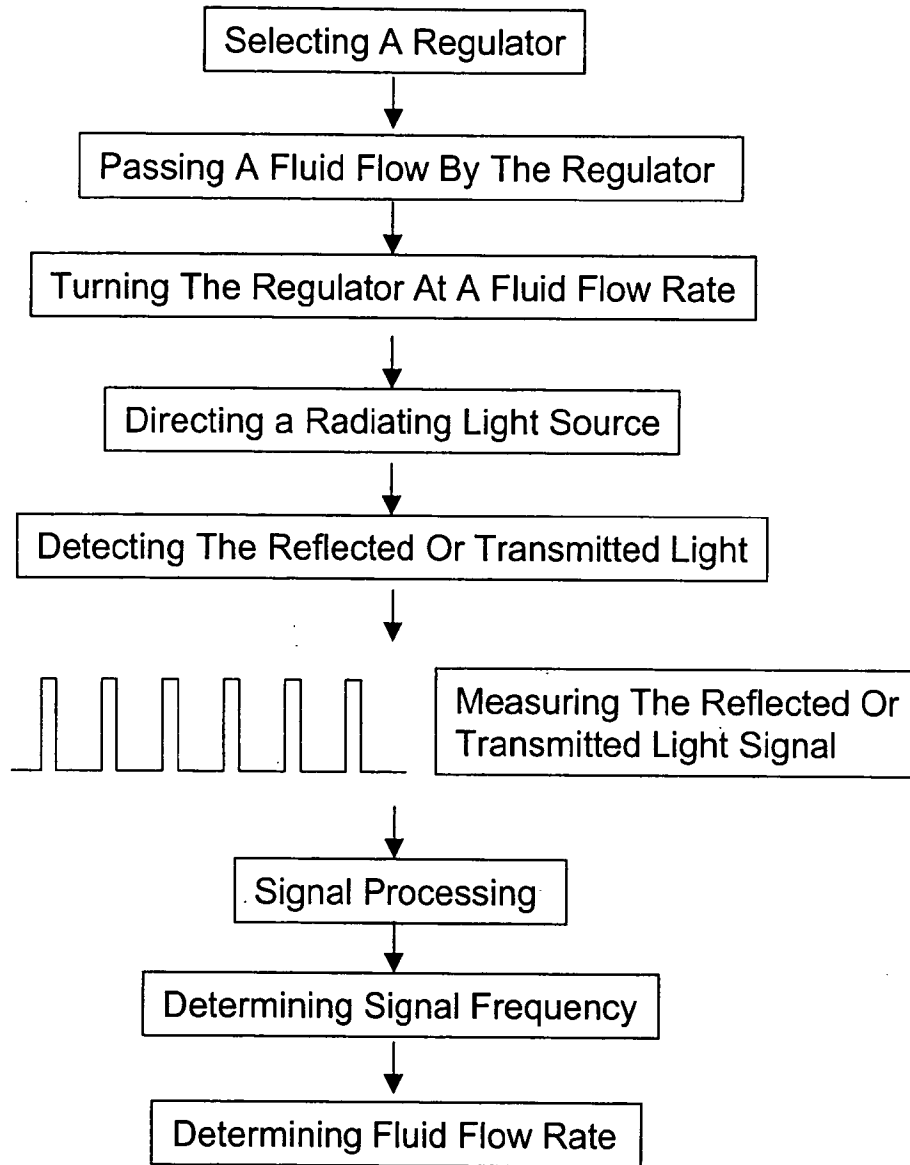 Selecting A Regulator
Passing A Fluid Flow By The Regulator
Turning The Regulator At A Fluid Flow Rate
Directing a Radiating Light Source
Detecting The Reflected Or Transmitted Light
Measuring The Reflected Or
Transmitted Light Signal
Signal Processing
Determining Signal Frequency
Determining Fluid Flow Rate